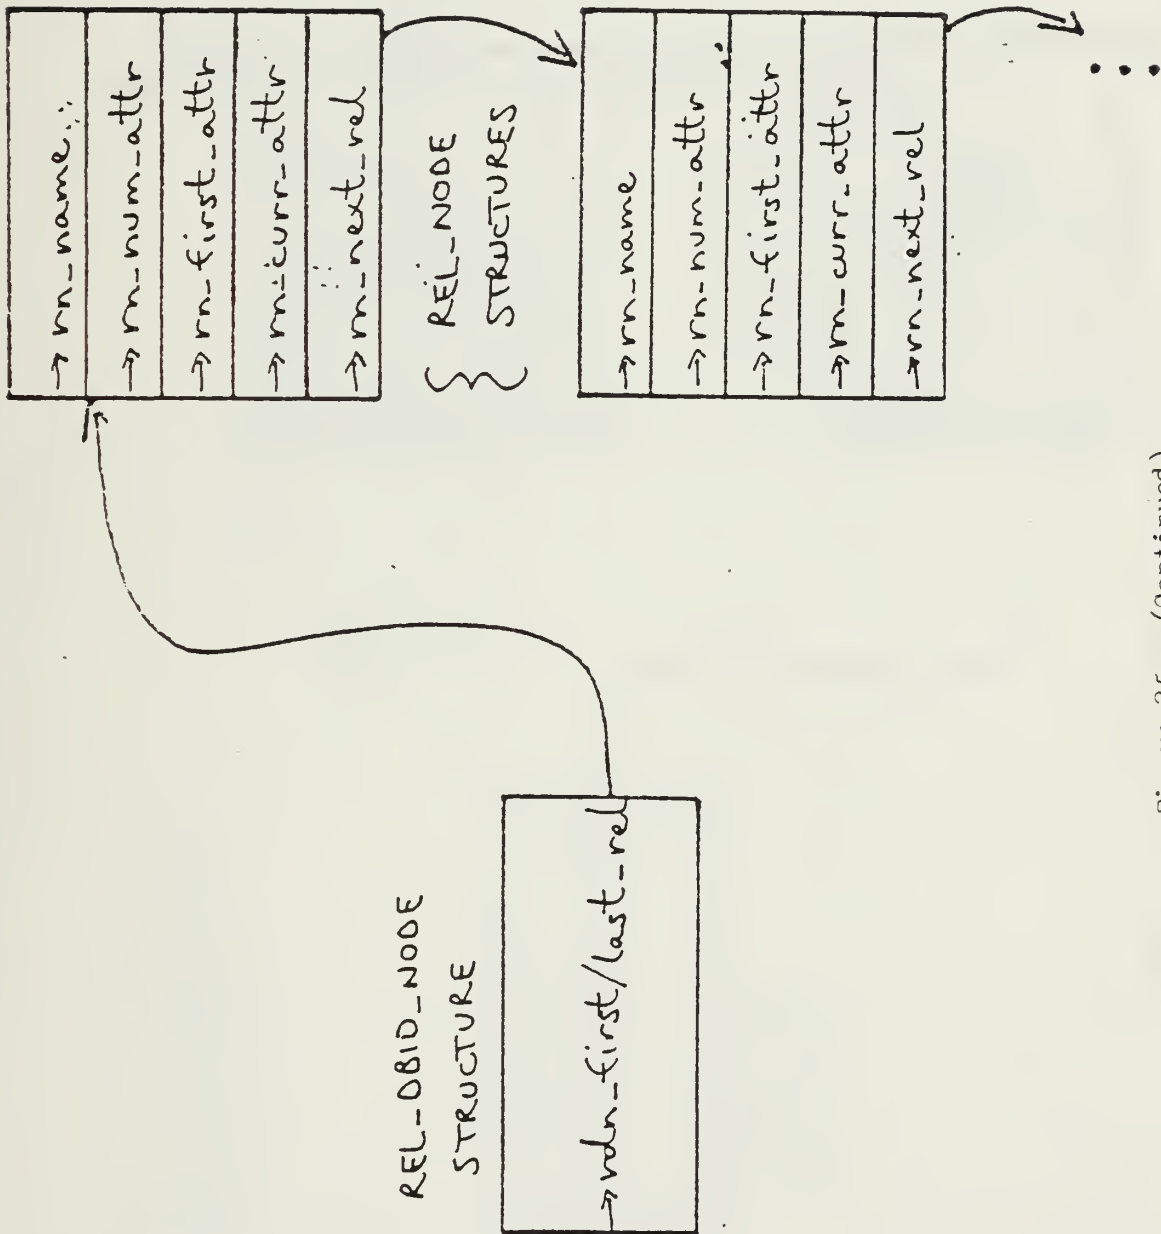 REL_DBID_NODE
STRUCTURE
→ rdn_first/last_rel
→ rn_name
→ rn_num_attr
→ rn_first_attr
→ rn_curr_attr
→ rn_next_rel
REL_NODE
STRUCTURES
→ rn_name
→ rn_num_attr
→ rn_first_attr
→ rn_curr_attr
→ rn_next_rel
...
(Continued)